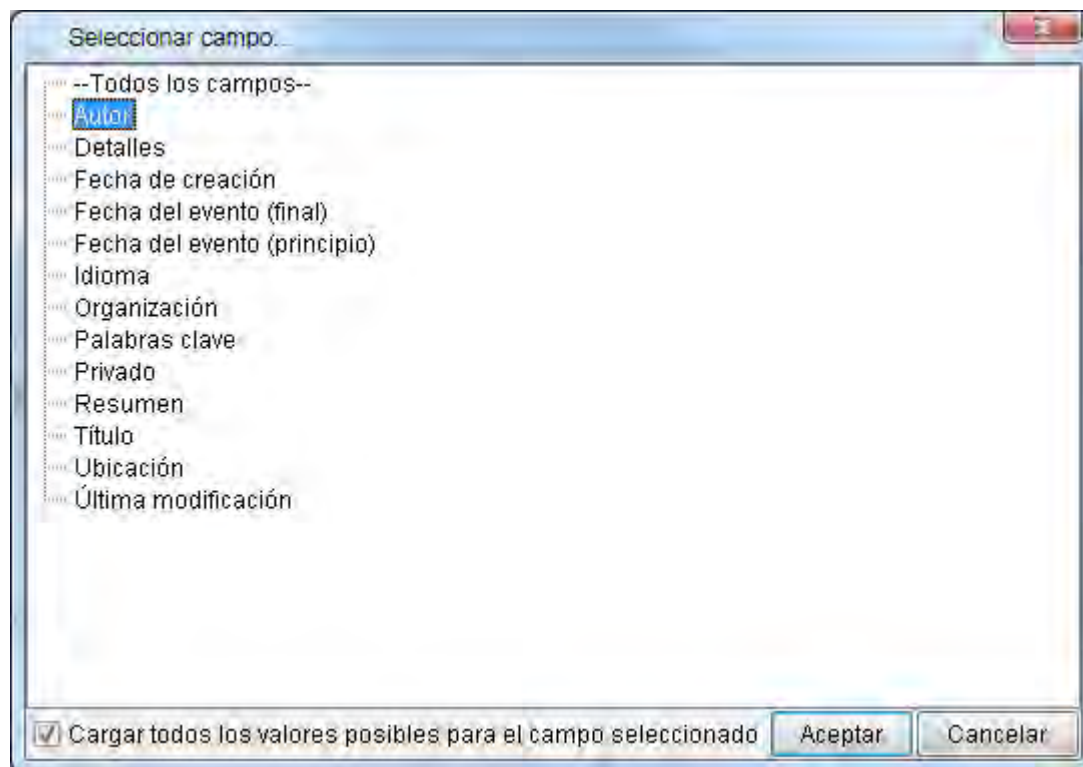 Seleccionar campo...
--Todos los campos--
Autor
Detalles
Fecha de creación
Fecha del evento (final)
Fecha del evento (principio)
Idioma
Organización
Palabras clave
Privado
Resumen
Título
Ubicación
Última modificación
Cargar todos los valores posibles para el campo seleccionado Aceptar Cancelar